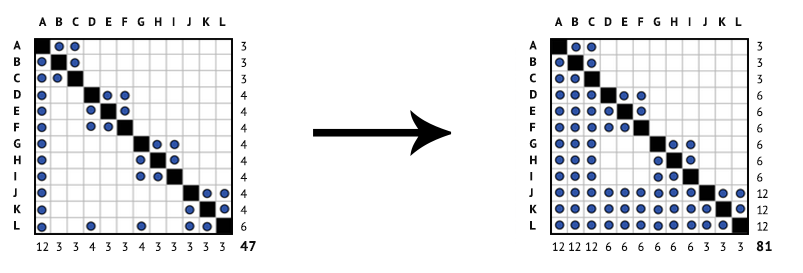 A B C D E F G H I J K L
A 3
B 3
C 3
D 4
E 4
F 4
G 4
H 4
I 4
J 4
K 4
L 6
12 3 3 4 3 3 4 3 3 3 3 3 47
A B C D E F G H I J K L
A 3
B 3
C 3
D 6
E 6
F 6
G 6
H 6
I 6
J 12
K 12
L 12
12 12 12 6 6 6 6 6 6 3 3 3 81